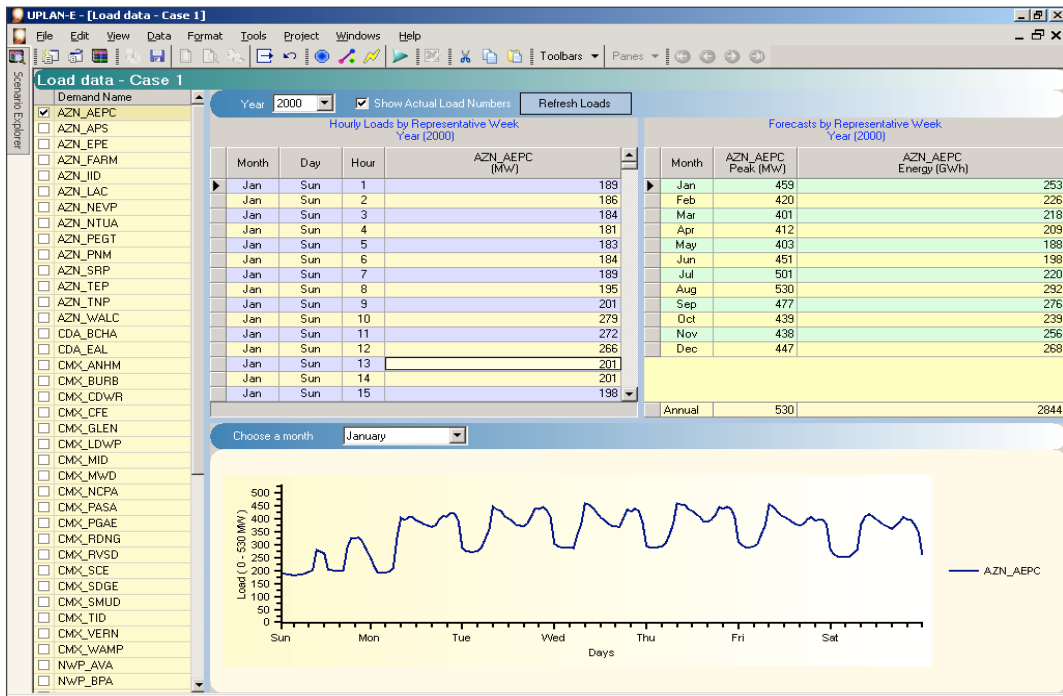 UPLAN-E - [Load data - Case 1]
File Edit View Data Format Tools Project Windows Help
Toolbars Panes
Scenario Explorer
Load data - Case 1
Demand Name
AZN_AEPC
AZN_APS
AZN_EPE
AZN_FARM
AZN_IID
AZN_LAC
AZN_NEVP
AZN_NTUA
AZN_PEGT
AZN_PNM
AZN_SRP
AZN_TEP
AZN_TNP
AZN_WALC
CDA_BCHA
CDA_EAL
CMX_ANHM
CMX_BURB
CMX_CDWR
CMX_CFE
CMX_GLEN
CMX_LDWP
CMX_MID
CMX_MWD
CMX_NCPA
CMX_PASA
CMX_PGAE
CMX_RDNG
CMX_RVSD
CMX_SCE
CMX_SDGE
CMX_SMUD
CMX_TID
CMX_VERN
CMX_WAMP
NWP_AVA
NWP_BPA
Year 2000 Show Actual Load Numbers Refresh Loads
Hourly Loads by Representative Week
Year (2000)
Month Day Hour AZN_AEPC
(MW)
Jan Sun 1 189
Jan Sun 2 186
Jan Sun 3 184
Jan Sun 4 181
Jan Sun 5 183
Jan Sun 6 184
Jan Sun 7 189
Jan Sun 8 195
Jan Sun 9 201
Jan Sun 10 279
Jan Sun 11 272
Jan Sun 12 266
Jan Sun 13 201
Jan Sun 14 201
Jan Sun 15 198
Forecasts by Representative Week
Year (2000)
Month AZN_AEPC AZN_AEPC
Peak (MW) Energy (GWh)
Jan 459 253
Feb 420 226
Mar 401 218
Apr 412 209
May 403 188
Jun 451 198
Jul 501 220
Aug 530 292
Sep 477 276
Oct 439 239
Nov 438 256
Dec 447 268
Annual 530 2844
Choose a month January
Load ( 0 - 530 MW )
500
450
400
350
300
250
200
150
100
50
0
Sun Mon Tue Wed Thu Fri Sat
Days
AZN_AEPC